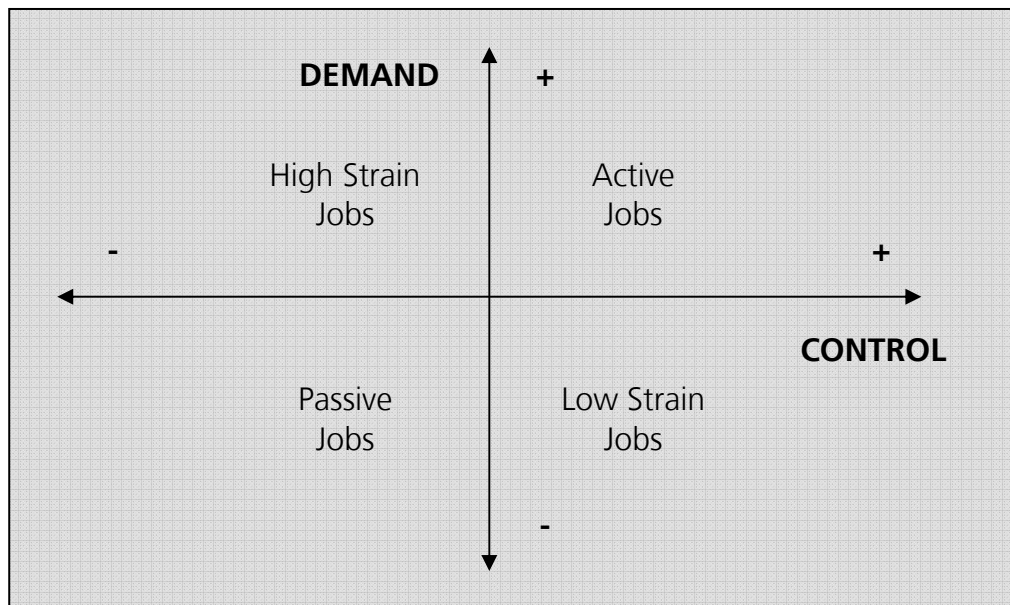 DEMAND +
High Strain Active
Jobs Jobs
- +
CONTROL
Passive Low Strain
Jobs Jobs
-